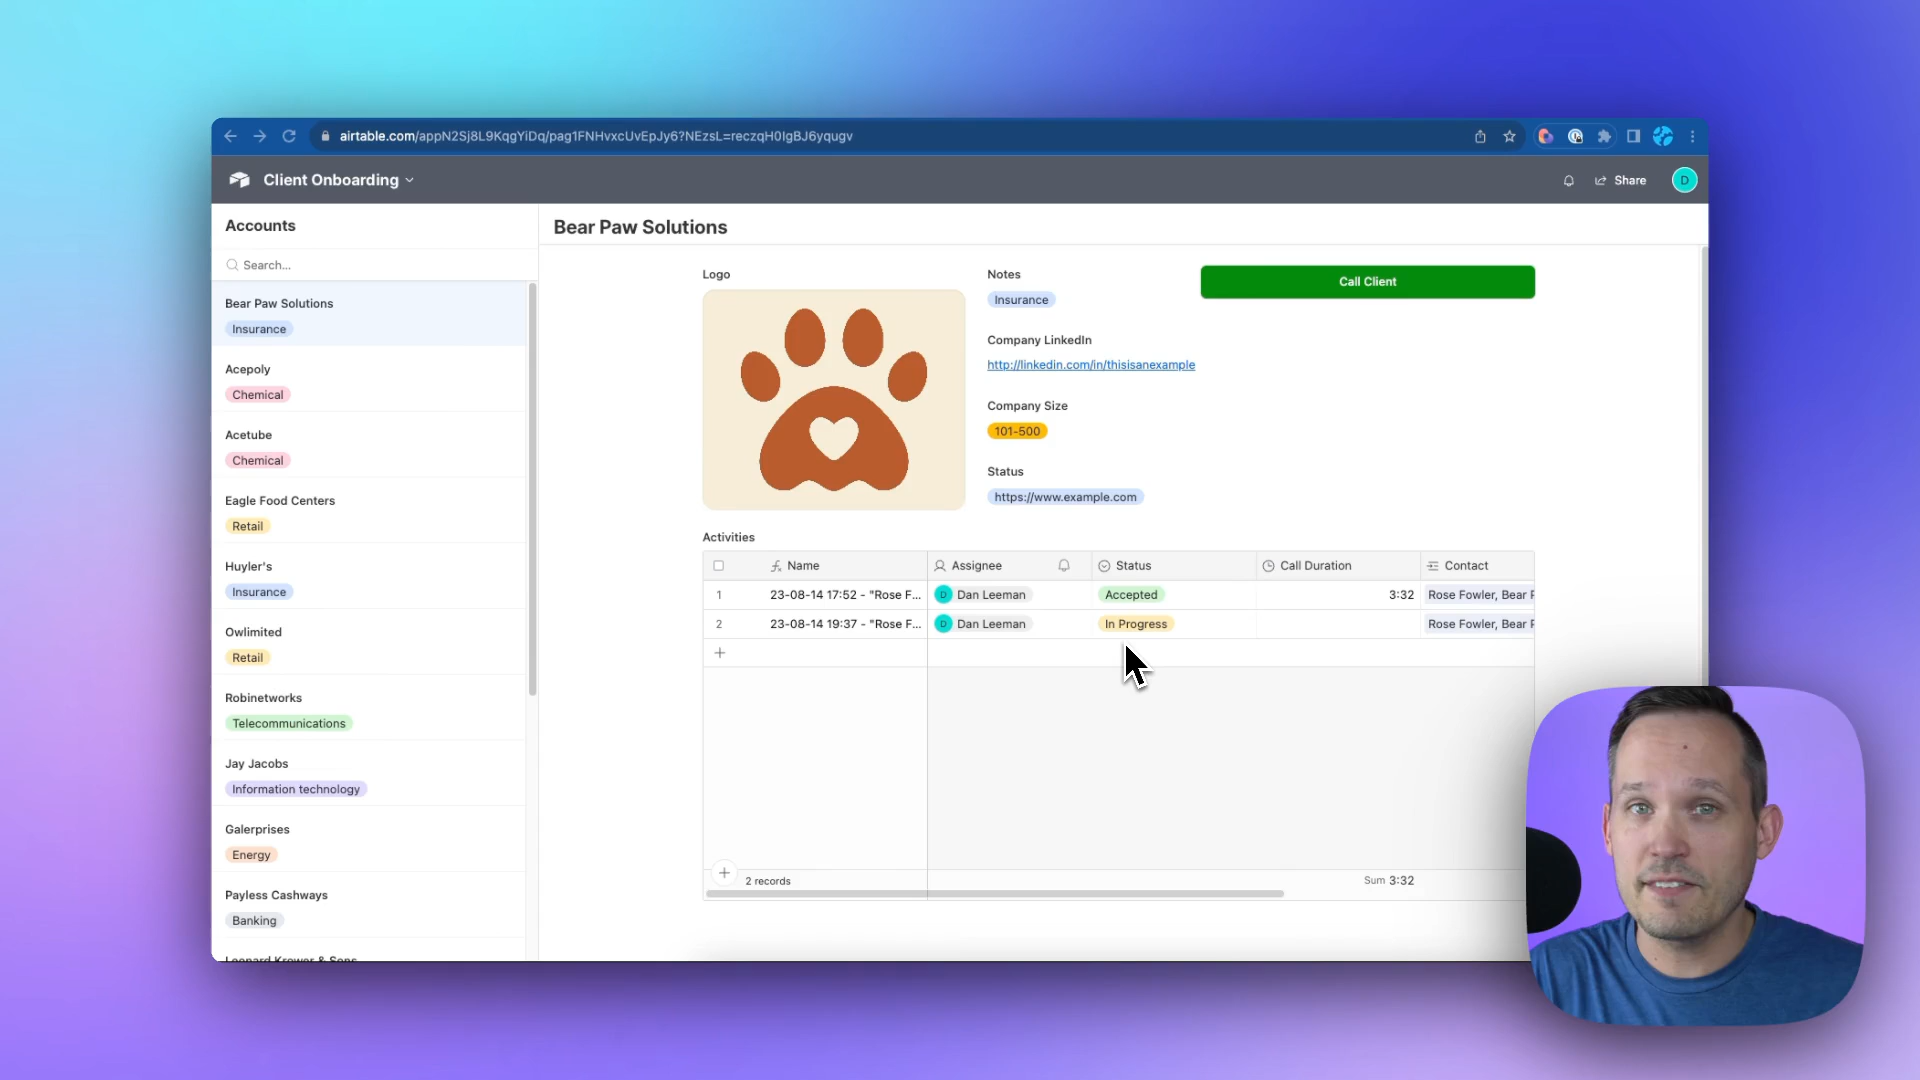 airtable.com/appN2Sj8L9KqgYiDq/pag1FNHvxcUvEpJy6?NEzsL=reczqH0IgBJ6yqugv
Client Onboarding
Share
D
Accounts
Search...
Bear Paw Solutions
Insurance
Acepoly
Chemical
Acetube
Chemical
Eagle Food Centers
Retail
Huyler's
Insurance
Owlimited
Retail
Robinetworks
Telecommunications
Jay Jacobs
Information technology
Galerprises
Energy
Payless Cashways
Banking
Leonard Krower & Sons
Bear Paw Solutions
Logo
Notes
Insurance
Call Client
Company LinkedIn
http://linkedin.com/in/thisisanexample
Company Size
101-500
Status
https://www.example.com
Activities
Name Assignee Status Call Duration Contact
1 23-08-14 17:52 - "Rose F... D Dan Leeman Accepted 3:32 Rose Fowler, Bear P
2 23-08-14 19:37 - "Rose F... D Dan Leeman In Progress Rose Fowler, Bear P
2 records
Sum 3:32